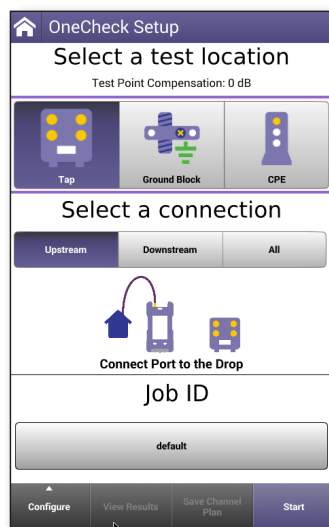 OneCheck Setup
Select a test location
Test Point Compensation: 0 dB
Tap
Ground Block
CPE
Select a connection
Upstream
Downstream
All
Connect Port to the Drop
Job ID
default
Configure
View Results
Save Channel
Plan
Start